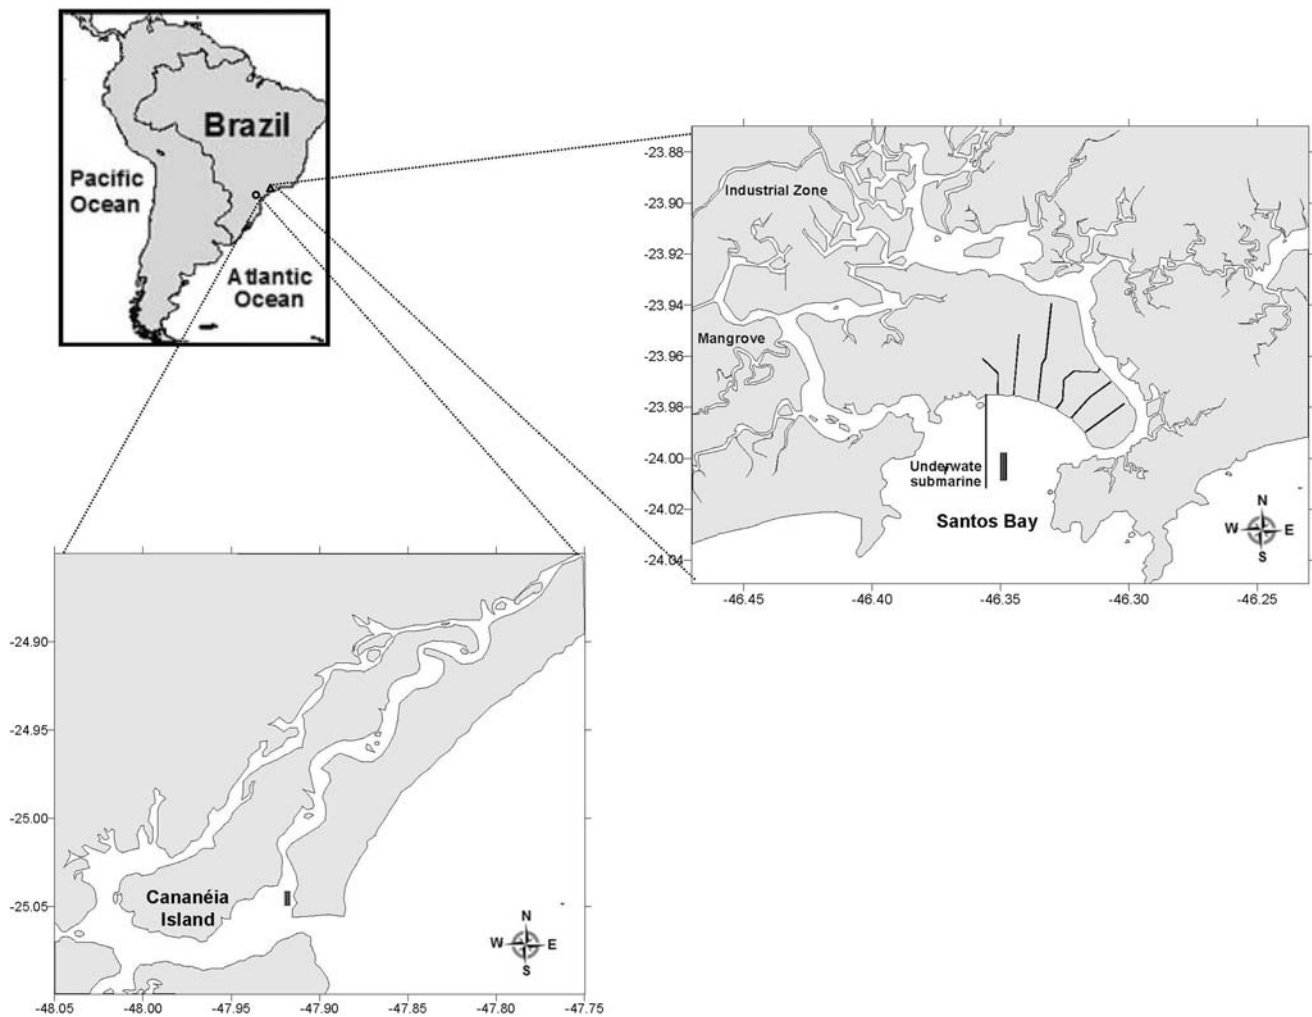 Brazil
Pacific
Ocean
Atlantic
Ocean
-23.88
-23.90
-23.92
-23.94
-23.96
-23.98
-24.00
-24.02
-24.04
Industrial Zone
Mangrove
Underwate
r
submarine
Santos Bay
N
W
E
S
-46.45
-46.40
-46.35
-46.30
-46.25
-24.90
-24.95
-25.00
-25.05
Cananéia
Island
N
W
E
S
-48.05
-48.00
-47.95
-47.90
-47.85
-47.80
-47.75